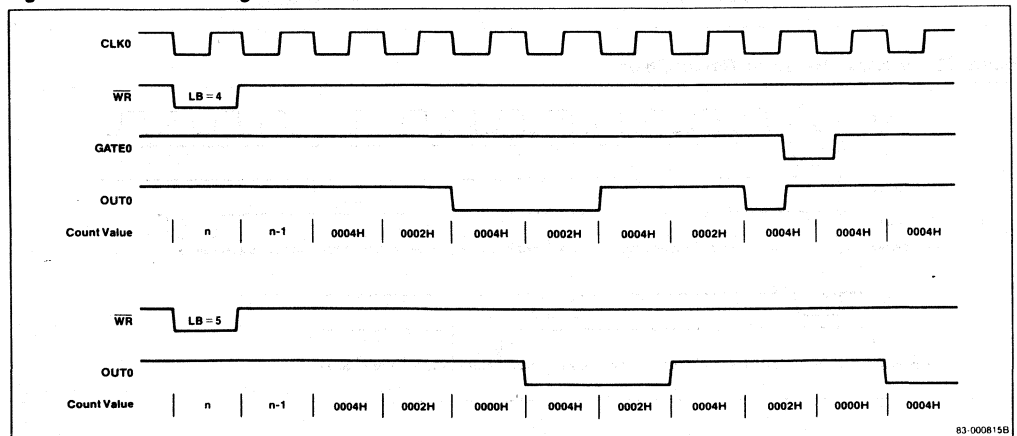 CLK0
WR LB = 4
GATE0
OUT0
Count Value n n-1 0004H 0002H 0004H 0002H 0004H 0002H 0004H 0004H 0004H
WR LB = 5
OUT0
Count Value n n-1 0004H 0002H 0000H 0004H 0002H 0004H 0002H 0000H 0004H
83-000815B